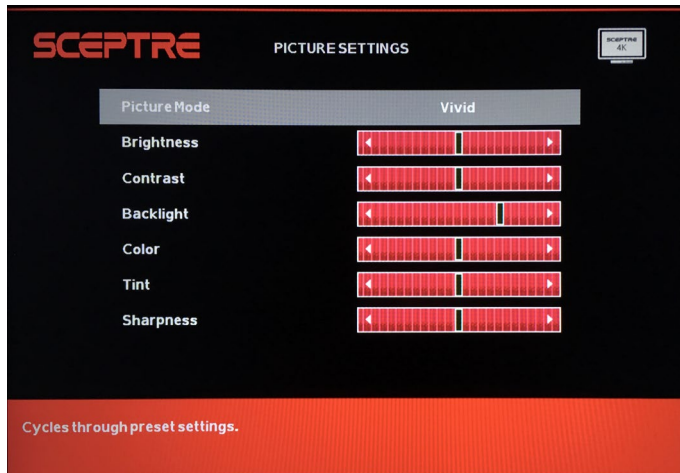 SCEPTRE
PICTURE SETTINGS
SCEPTRE
4K
Picture Mode Vivid
Brightness
Contrast
Backlight
Color
Tint
Sharpness
Cycles through preset settings.